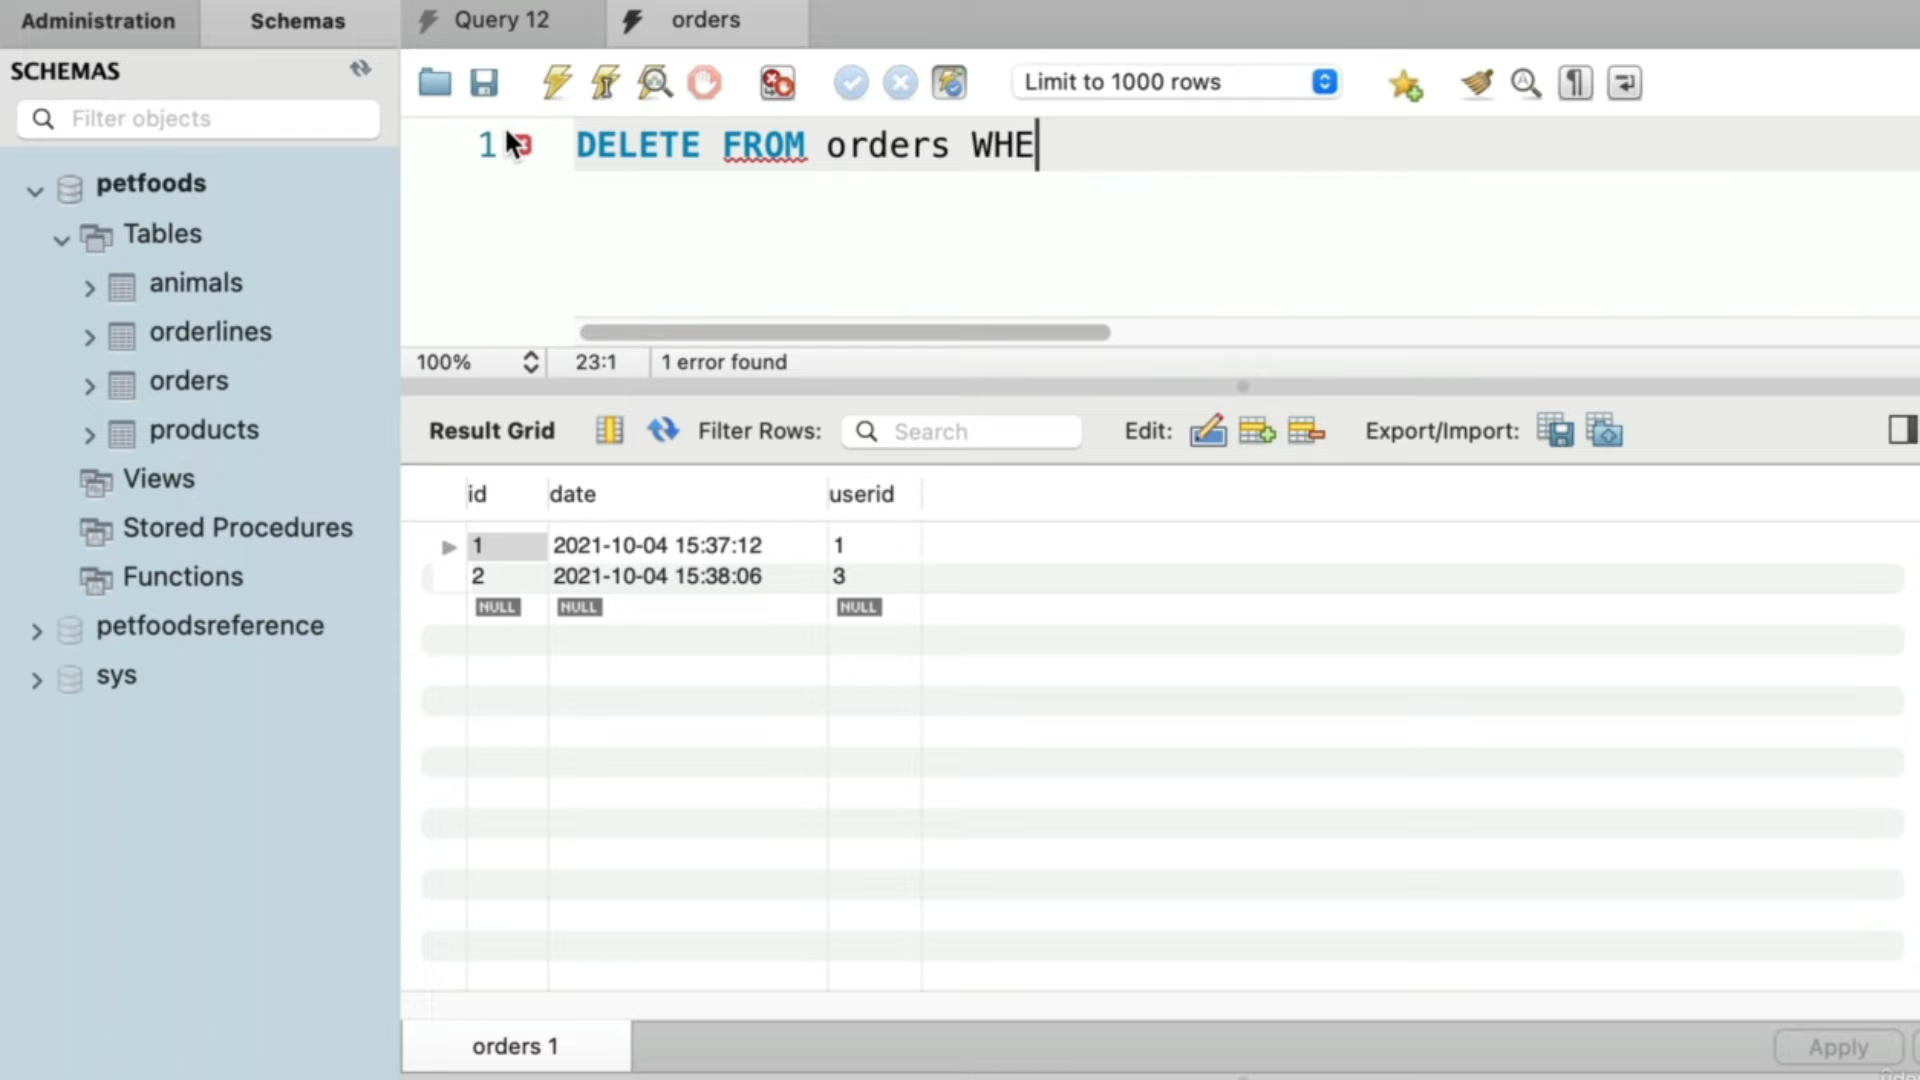 Administration
Schemas
Query 12
orders
SCHEMAS
Filter objects
petfoods
Tables
animals
orderlines
orders
products
Views
Stored Procedures
Functions
petfoodsreference
sys
Limit to 1000 rows
1 DELETE FROM orders WHE
100% 23:1 1 error found
Result Grid Filter Rows: Search Edit: Export/Import:
id date userid
1 2021-10-04 15:37:12 1
2 2021-10-04 15:38:06 3
NULL NULL NULL
orders 1
Apply